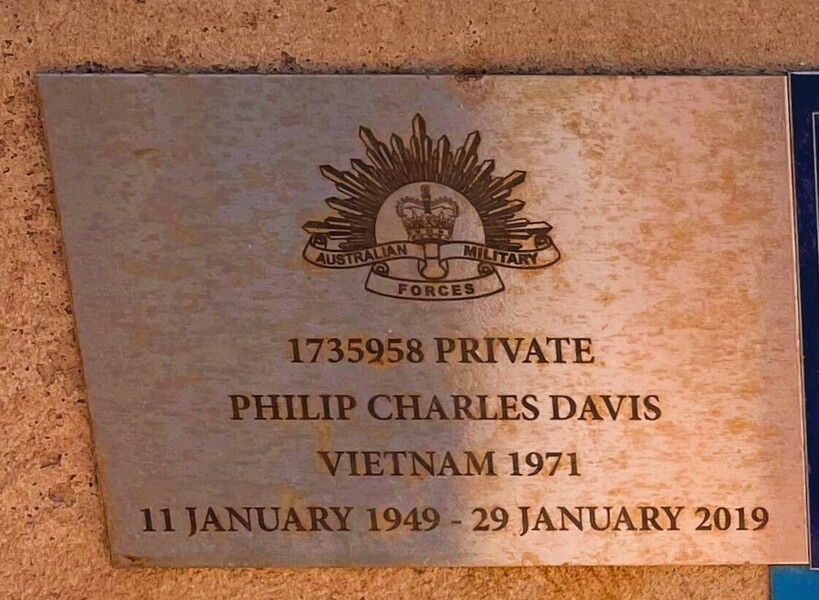 AUSTRALIAN MILITARY
FORCES
1735958 PRIVATE
PHILIP CHARLES DAVIS
VIETNAM 1971
11 JANUARY 1949 - 29 JANUARY 2019